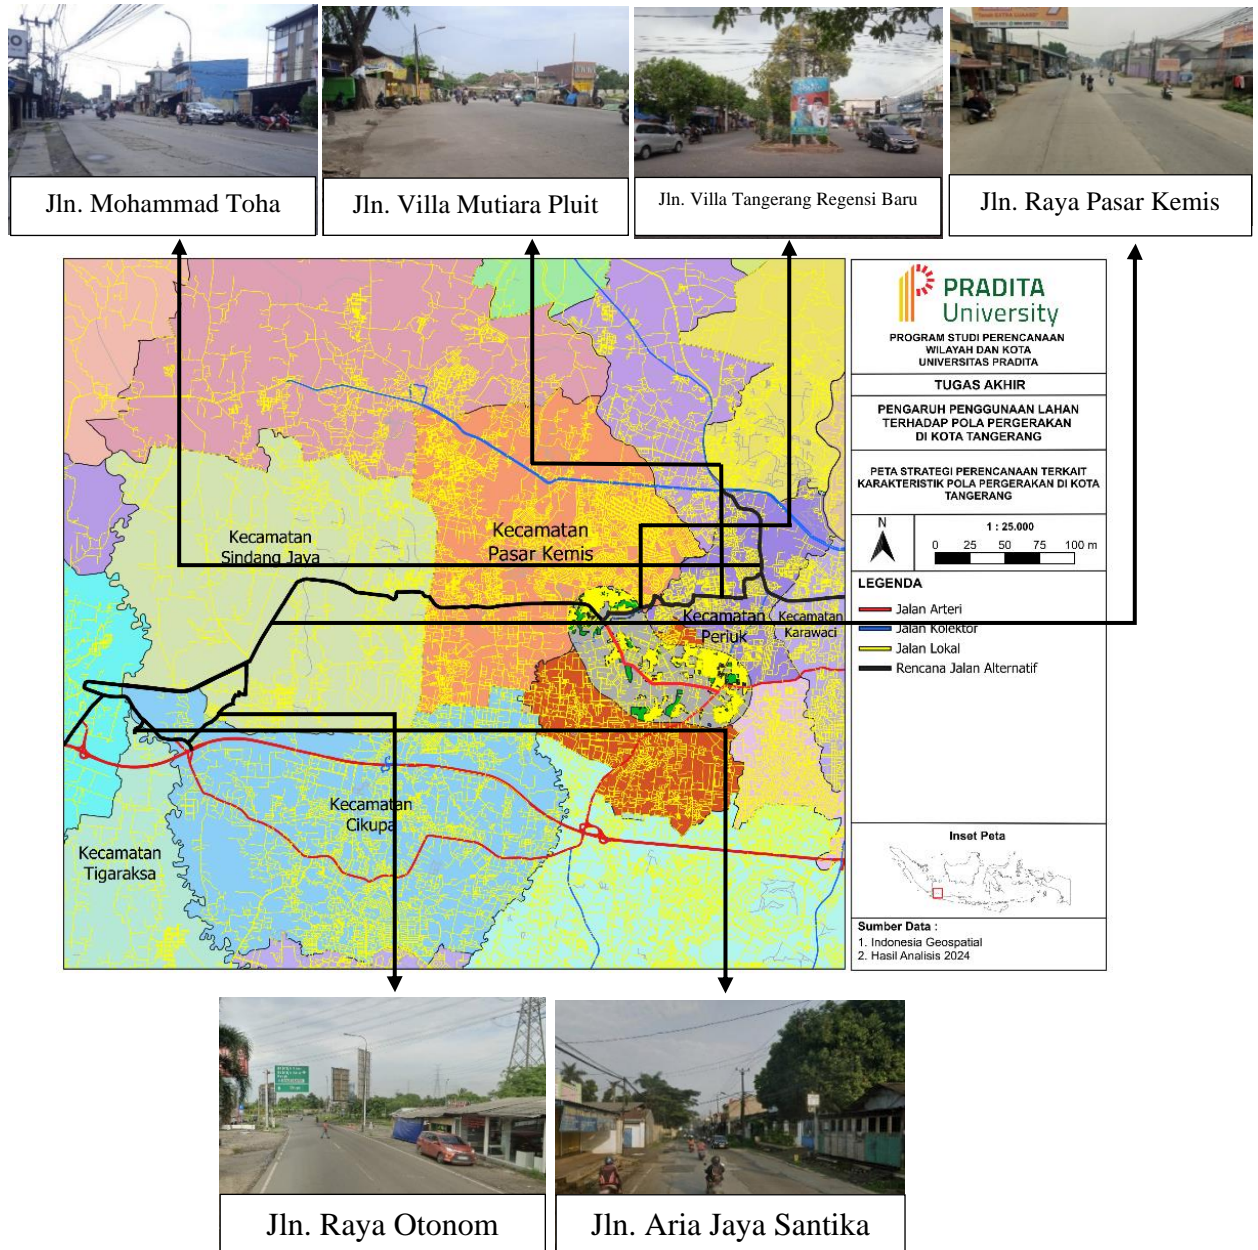 Jln. Mohammad Toha
Jln. Villa Mutiara Pluit
Jln. Villa Tangerang Regensi Baru
Jln. Raya Pasar Kemis
Kecamatan
Sindang Jaya
Kecamatan
Pasar Kemis
Kecamatan
Periuk
Kecamatan
Karawaci
Kecamatan
Cikupa
Kecamatan
Tigaraksa
PRADITA
University
PROGRAM STUDI PERENCANAAN
WILAYAH DAN KOTA
UNIVERSITAS PRADITA
TUGAS AKHIR
PENGARUH PENGGUNAAN LAHAN
TERHADAP POLA PERGERAKAN
DI KOTA TANGERANG
PETA STRATEGI PERENCANAAN TERKAIT
KARAKTERISTIK POLA PERGERAKAN DI KOTA
TANGERANG
N
1 : 25.000
0 25 50 75 100 m
LEGENDA
Jalan Arteri
Jalan Kolektor
Jalan Lokal
Rencana Jalan Alternatif
Inset Peta
Sumber Data :
1. Indonesia Geospatial
2. Hasil Analisis 2024
Jln. Raya Otonom
Jln. Aria Jaya Santika